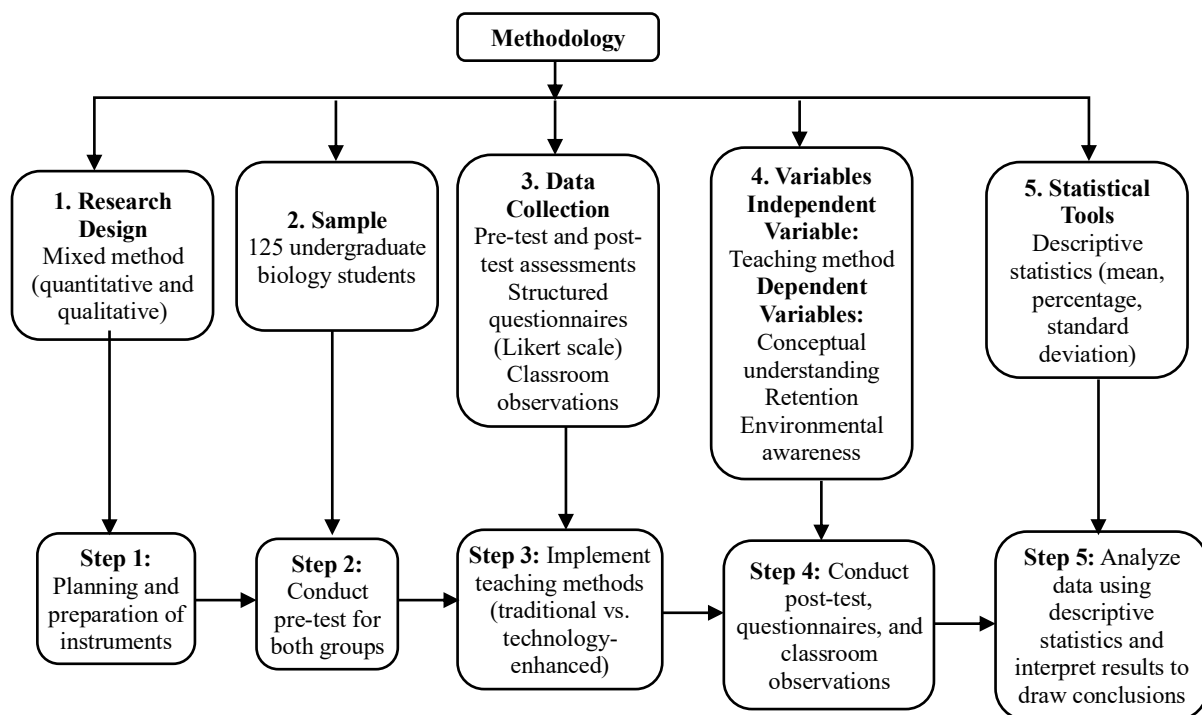 Methodology
1. Research
Design
Mixed method
(quantitative and
qualitative)
2. Sample
125 undergraduate
biology students
3. Data
Collection
Pre-test and post-
test assessments
Structured
questionnaires
(Likert scale)
Classroom
observations
4. Variables
Independent
Variable:
Teaching method
Dependent
Variables:
Conceptual
understanding
Retention
Environmental
awareness
5. Statistical
Tools
Descriptive
statistics (mean,
percentage,
standard
deviation)
Step 1:
Planning and
preparation of
instruments
Step 2:
Conduct
pre-test for
both groups
Step 3: Implement
teaching methods
(traditional vs.
technology-
enhanced)
Step 4: Conduct
post-test,
questionnaires, and
classroom
observations
Step 5: Analyze
data using
descriptive
statistics and
interpret results to
draw conclusions